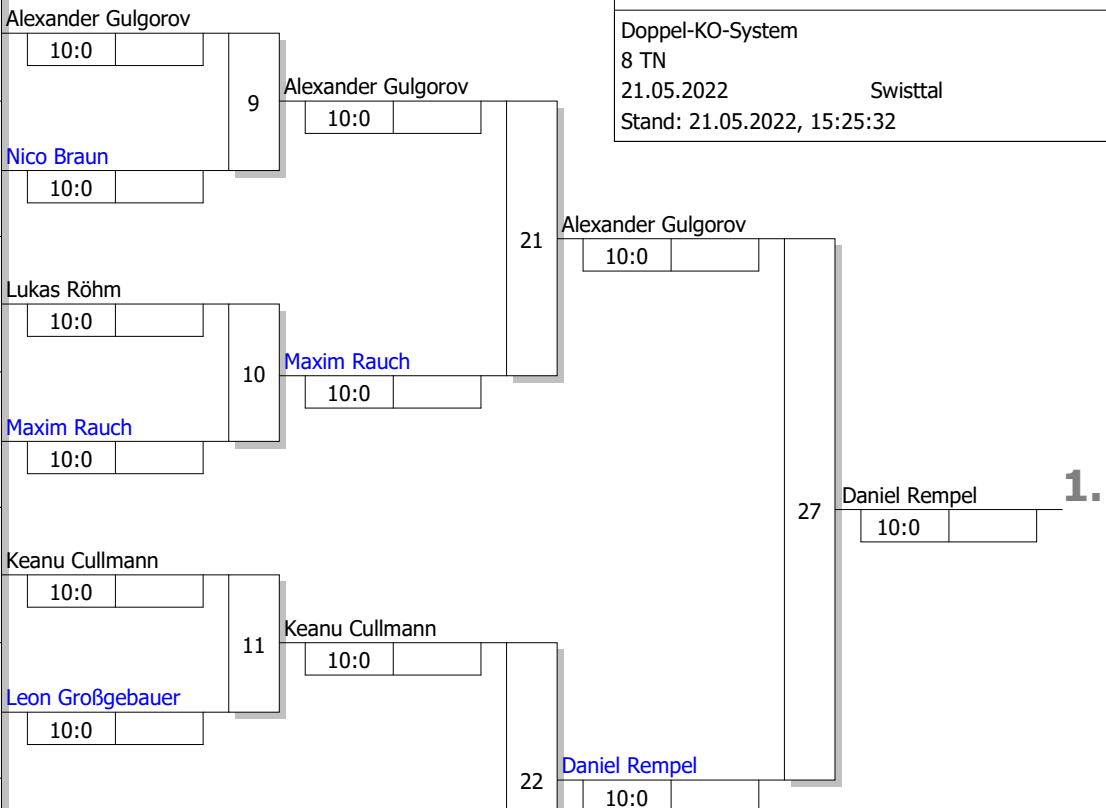 Alexander Gulgorov
10:0
9
Nico Braun
10:0
Alexander Gulgorov
10:0
Lukas Röhm
10:0
10
Maxim Rauch
10:0
Maxim Rauch
10:0
21
Alexander Gulgorov
10:0
Keanu Cullmann
10:0
11
Leon Großgebauer
10:0
Keanu Cullmann
10:0
22
Daniel Rempel
10:0
27
Daniel Rempel
10:0
1.
Doppel-KO-System
8 TN
21.05.2022 Swisttal
Stand: 21.05.2022, 15:25:32